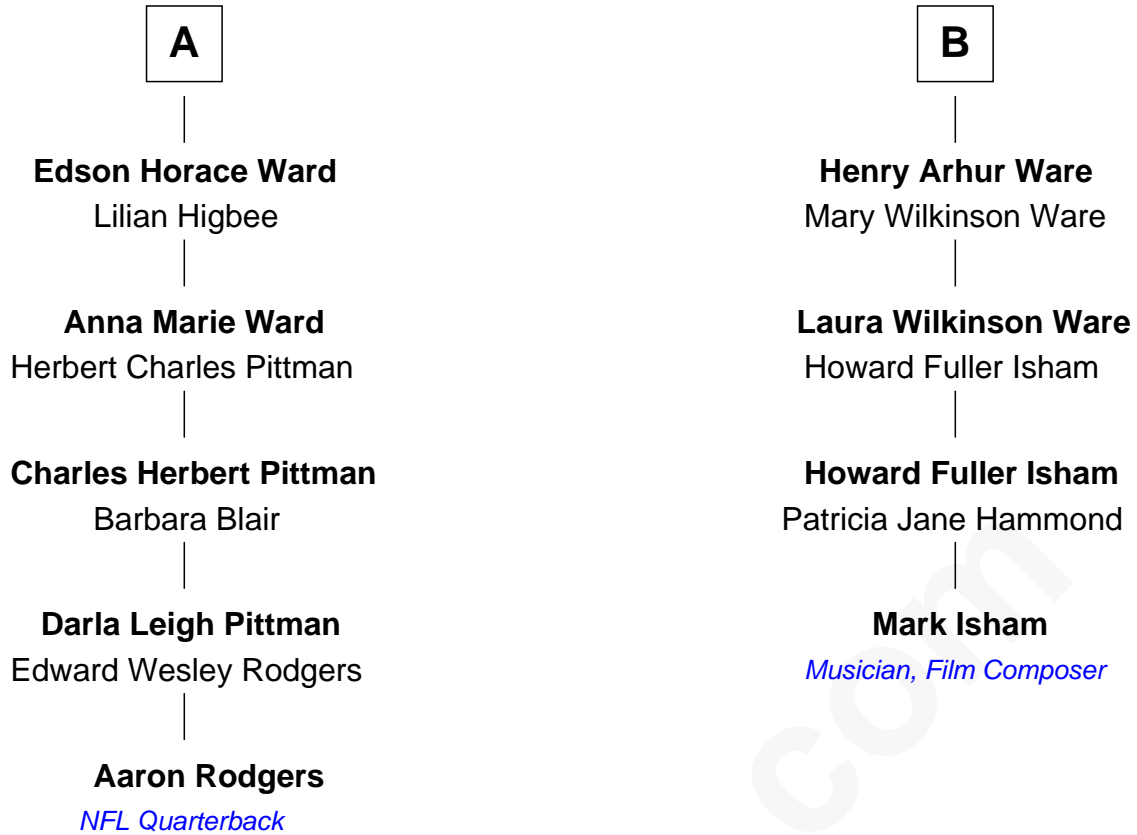 A
Edson Horace Ward
Lilian Higbee
Anna Marie Ward
Herbert Charles Pittman
Charles Herbert Pittman
Barbara Blair
Darla Leigh Pittman
Edward Wesley Rodgers
Aaron Rodgers
NFL Quarterback
B
Henry Arhur Ware
Mary Wilkinson Ware
Laura Wilkinson Ware
Howard Fuller Isham
Howard Fuller Isham
Patricia Jane Hammond
Mark Isham
Musician, Film Composer
com